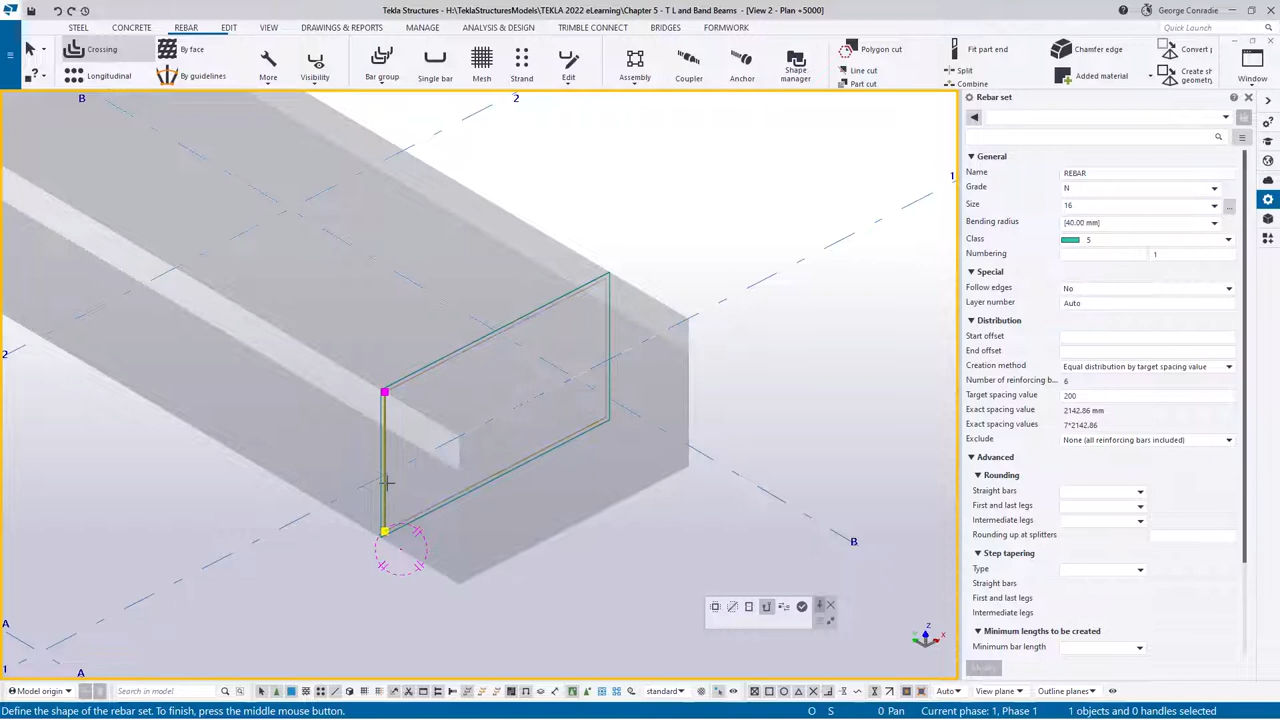 Tekla Structures - H:\TeklaStructuresModels\TEKLA 2022 eLearning\Chapter 5 - T L and Band Beams - [View 2 - Plan +5000]
George Conradie
STEEL CONCRETE REBAR EDIT VIEW DRAWINGS & REPORTS MANAGE ANALYSIS & DESIGN TRIMBLE CONNECT BRIDGES FORMWORK
Quick Launch
Crossing
By face
Longitudinal
By guidelines
More
Visibility
Bar group
Single bar
Mesh
Strand
Edit
Assembly
Coupler
Anchor
Shape
manager
Polygon cut
Line cut
Part cut
Fit part end
Split
Combine
Chamfer edge
Added material
Convert
Create sh
geometry
Window
B
2
1
2
B
A
1
A
z
x
Rebar set
General
Name REBAR
Grade N
Size 16
Bending radius [40.00 mm]
Class 5
Numbering 1
Special
Follow edges No
Layer number Auto
Distribution
Start offset
End offset
Creation method Equal distribution by target spacing value
Number of reinforcing b... 6
Target spacing value 200
Exact spacing value 2142.86 mm
Exact spacing values 7*2142.86
Exclude None (all reinforcing bars included)
Advanced
Rounding
Straight bars
First and last legs
Intermediate legs
Rounding up at splitters
Step tapering
Type
Straight bars
First and last legs
Intermediate legs
Minimum lengths to be created
Minimum bar length
Modify
Model origin
Search in model
standard
Auto
View plane
Outline planes
Define the shape of the rebar set. To finish, press the middle mouse button.
O S 0 Pan Current phase: 1, Phase 1 1 objects and 0 handles selected